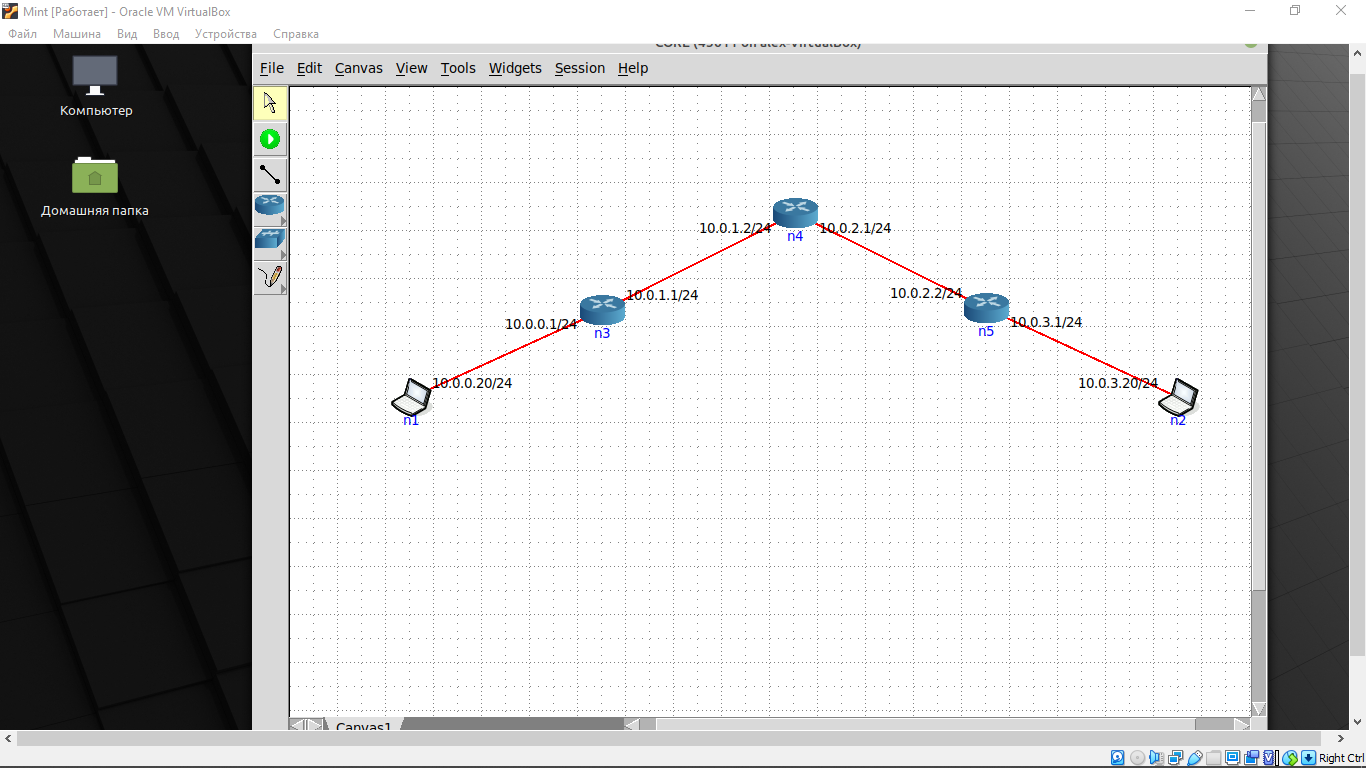 Mint [Работает] - Oracle VM VirtualBox
Файл Машина Вид Ввод Устройства Справка
Компьютер
Домашняя папка
File Edit Canvas View Tools Widgets Session Help
10.0.1.2/24
10.0.2.1/24
n4
10.0.1.1/24
10.0.2.2/24
10.0.0.1/24
n3
10.0.3.1/24
n5
10.0.0.20/24
10.0.3.20/24
n1
n2
Canvas1
Right Ctrl